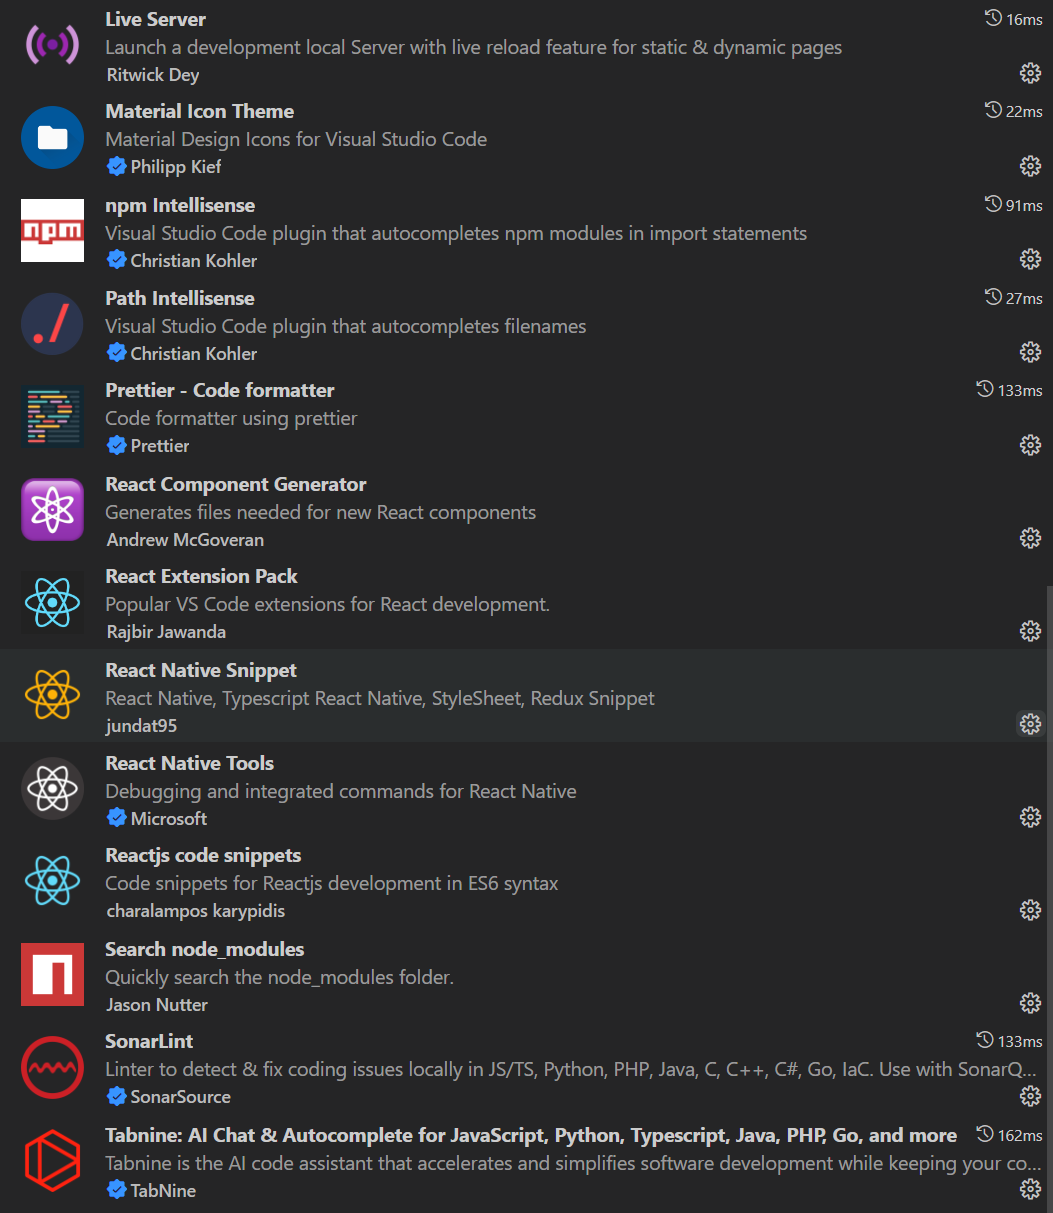 Live Server
16ms
Launch a development local Server with live reload feature for static & dynamic pages
Ritwick Dey
Material Icon Theme
22ms
Material Design Icons for Visual Studio Code
Philipp Kief
npm
npm Intellisense
91ms
Visual Studio Code plugin that autocompletes npm modules in import statements
Christian Kohler
./
Path Intellisense
27ms
Visual Studio Code plugin that autocompletes filenames
Christian Kohler
Prettier - Code formatter
133ms
Code formatter using prettier
Prettier
React Component Generator
Generates files needed for new React components
Andrew McGoveran
React Extension Pack
Popular VS Code extensions for React development.
Rajbir Jawanda
React Native Snippet
React Native, Typescript React Native, StyleSheet, Redux Snippet
jundat95
React Native Tools
Debugging and integrated commands for React Native
Microsoft
Reactjs code snippets
Code snippets for Reactjs development in ES6 syntax
charalampos karypidis
Search node_modules
Quickly search the node_modules folder.
Jason Nutter
SonarLint
133ms
Linter to detect & fix coding issues locally in JS/TS, Python, PHP, Java, C, C++, C#, Go, IaC. Use with SonarQ...
SonarSource
Tabnine: AI Chat & Autocomplete for JavaScript, Python, Typescript, Java, PHP, Go, and more
162ms
Tabnine is the AI code assistant that accelerates and simplifies software development while keeping your co...
TabNine